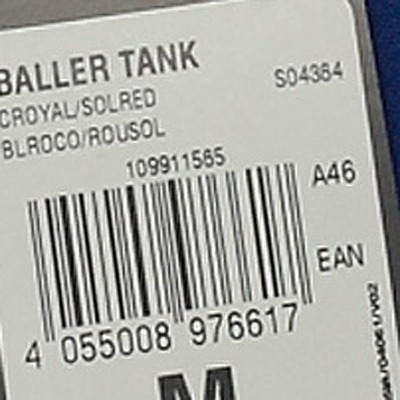 BALLER TANK
S04364
CROYAL/SOLRED
BLROCO/ROUSOL
109911565
A46
EAN
4 055008 976617
M